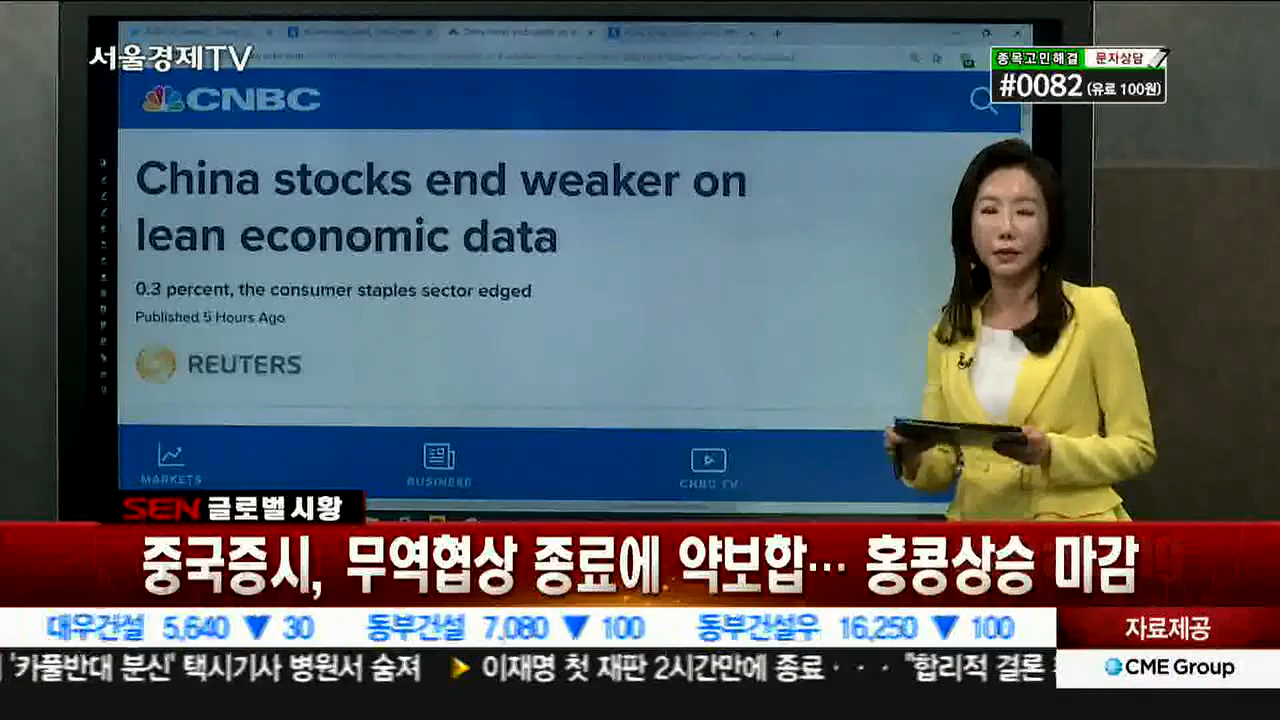 서울경제TV
종목고민해결 문자상담
#0082 (유료 100원)
CNBC
China stocks end weaker on
lean economic data
0.3 percent, the consumer staples sector edged
Published 5 Hours Ago
REUTERS
MARKETS
BUSINESS
CNBC TV
SEN 글로벌시황
중국증시, 무역협상 종료에 약보합… 홍콩상승 마감
대우건설 5,640 ▼ 30 동부건설 7,080 ▼ 100 동부건설우 16,250 ▼ 100
자료제공
'카풀반대 분신' 택시기사 병원서 숨져 ▶ 이재명 첫 재판 2시간만에 종료··· "합리적 결론
CME Group